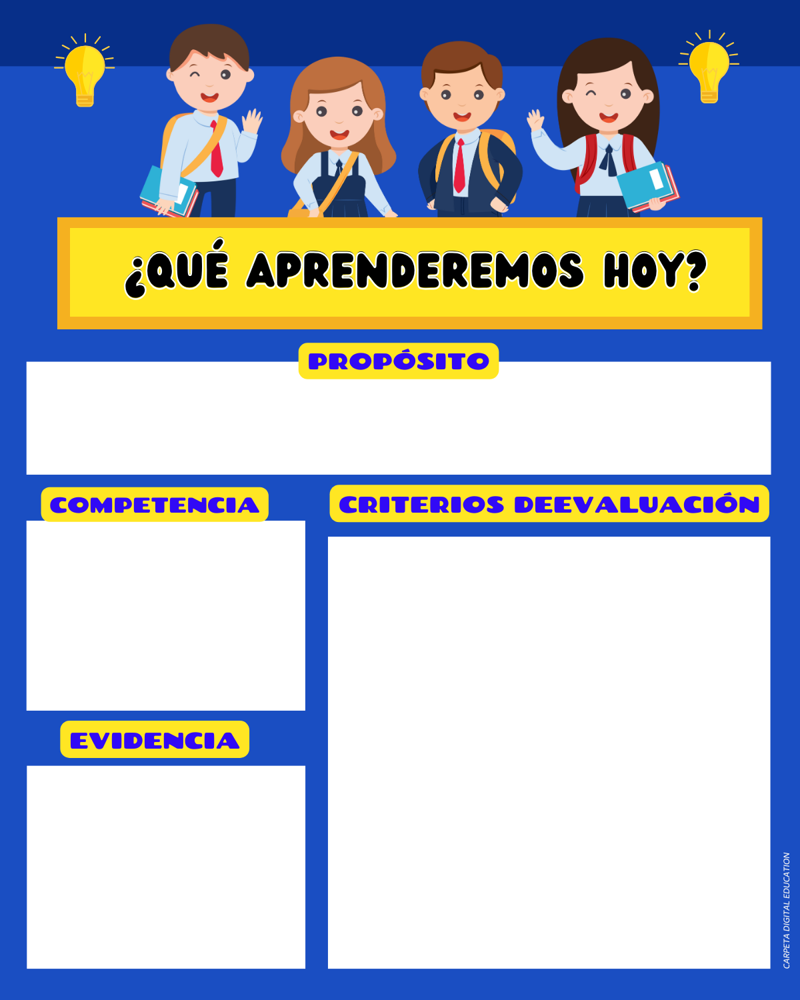 ¿QUÉ APRENDEREMOS HOY?
PROPÓSITO
COMPETENCIA
CRITERIOS DEEVALUACIÓN
EVIDENCIA
CARPETA DIGITAL EDUCATION